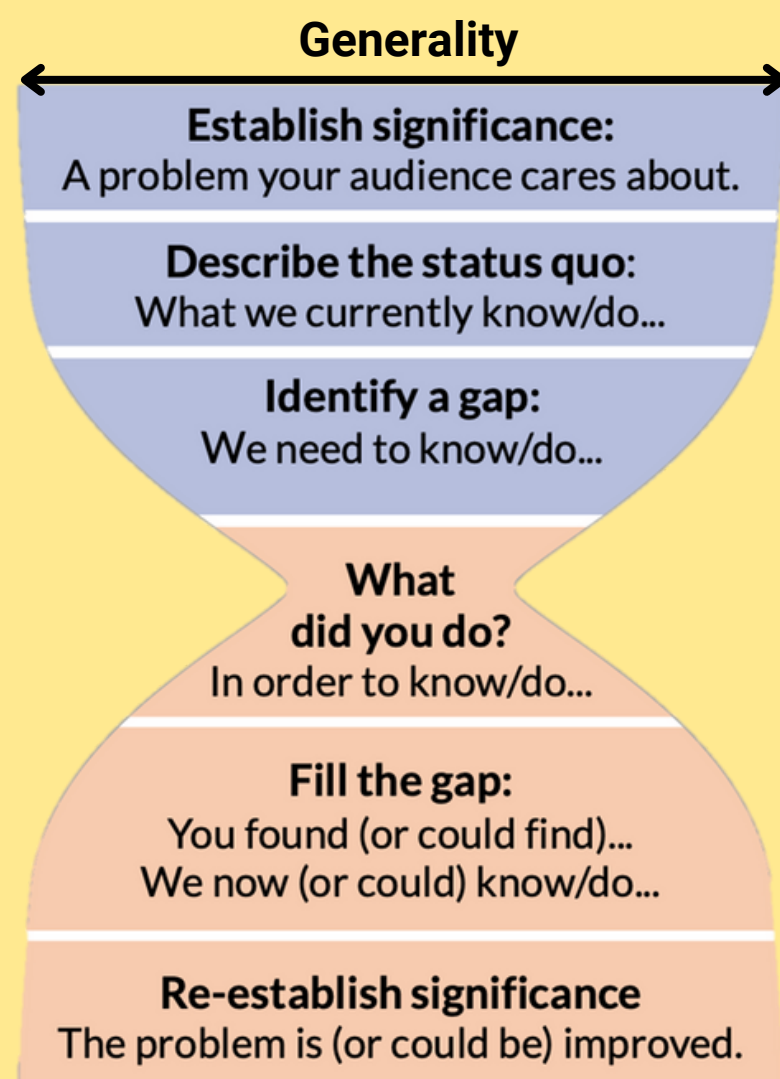 Generality
Establish significance:
A problem your audience cares about.
Describe the status quo:
What we currently know/do...
Identify a gap:
We need to know/do...
What
did you do?
In order to know/do...
Fill the gap:
You found (or could find)...
We now (or could) know/do...
Re-establish significance
The problem is (or could be) improved.